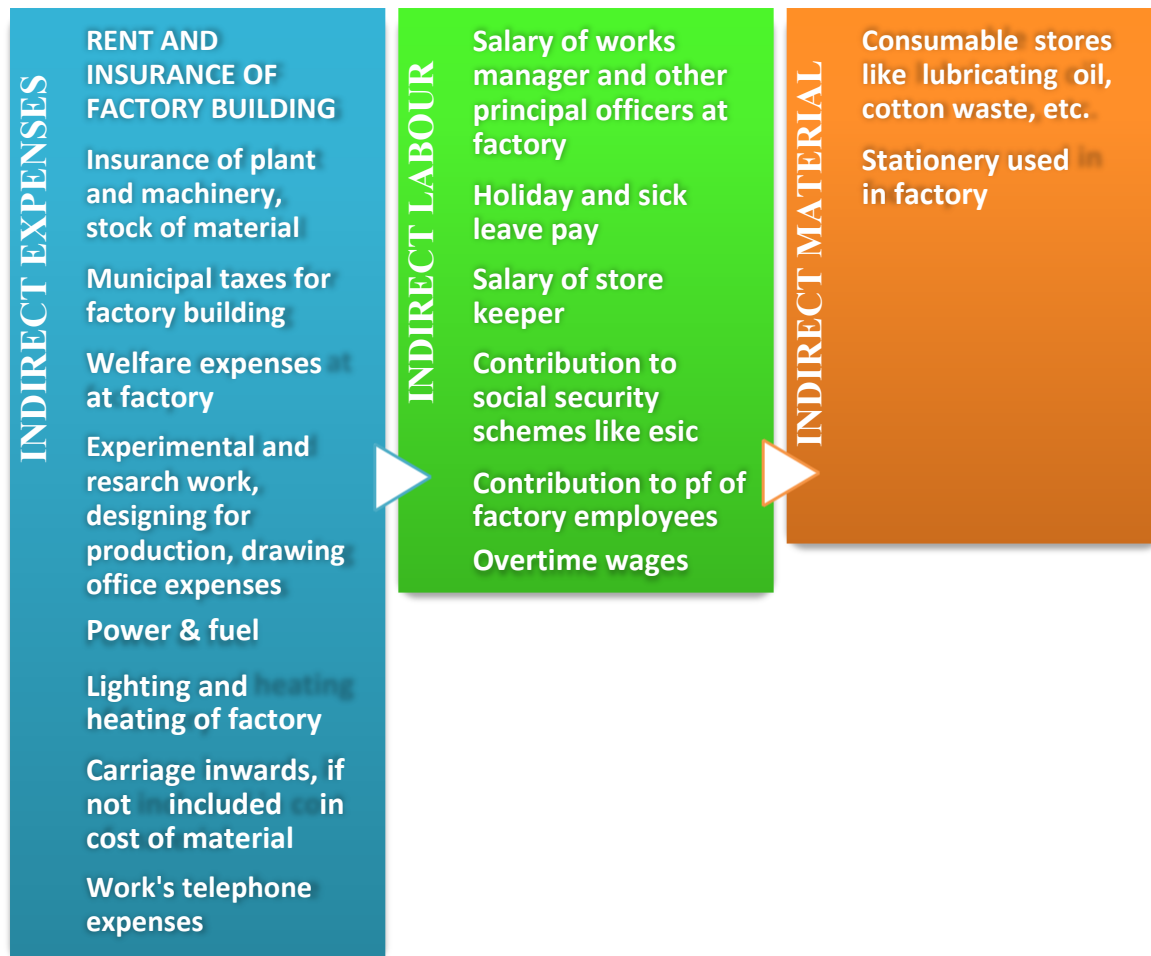 INDIRECT EXPENSES
RENT AND
INSURANCE OF
FACTORY BUILDING
Insurance of plant
and machinery,
stock of material
Municipal taxes for
factory building
Welfare expenses
at factory
Experimental and
resarch work,
designing for
production, drawing
office expenses
Power & fuel
Lighting and
heating of factory
Carriage inwards, if
not included in
cost of material
Work's telephone
expenses
INDIRECT LABOUR
Salary of works
manager and other
principal officers at
factory
Holiday and sick
leave pay
Salary of store
keeper
Contribution to
social security
schemes like esic
Contribution to pf of
factory employees
Overtime wages
INDIRECT MATERIAL
Consumable stores
like lubricating oil,
cotton waste, etc.
Stationery used
in factory